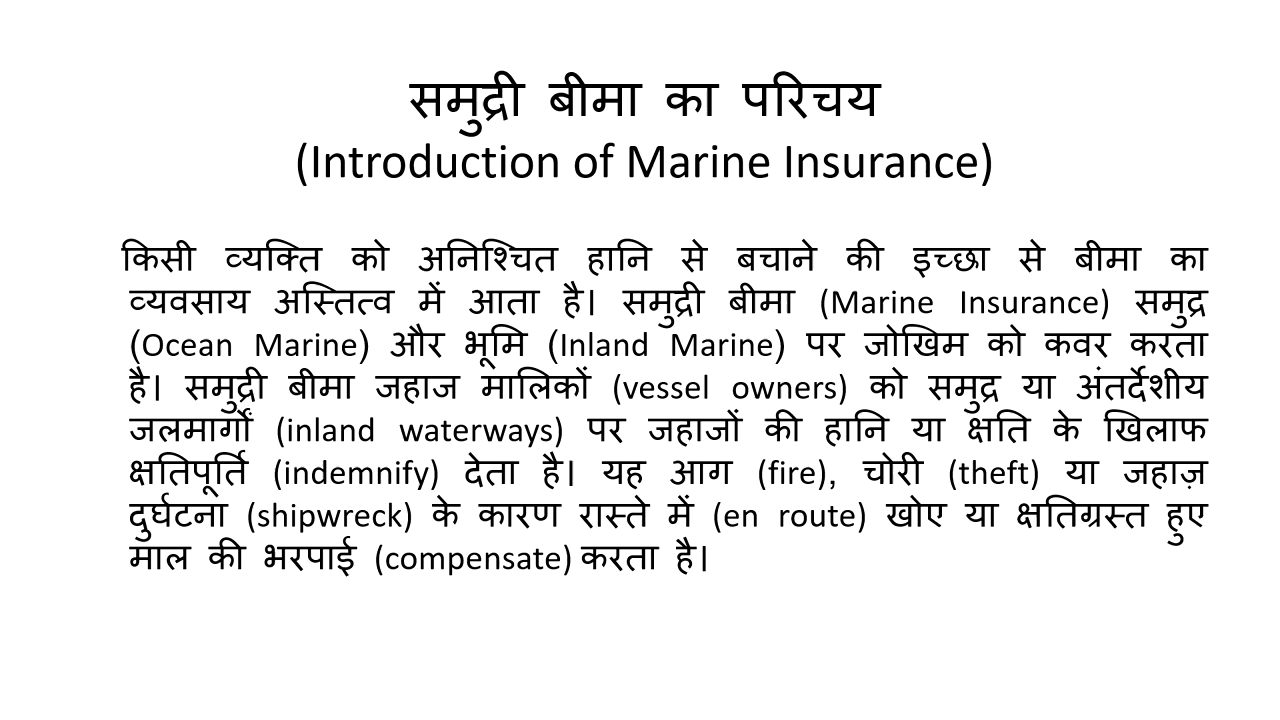 समुद्री बीमा का परिचय
(Introduction of Marine Insurance)
किसी व्यक्ति को अनिश्चित हानि से बचाने की इच्छा से बीमा का
व्यवसाय अस्तित्व में आता है। समुद्री बीमा (Marine Insurance) समुद्र
(Ocean Marine) और भूमि (Inland Marine) पर जोखिम को कवर करता
है। समुद्री बीमा जहाज मालिकों (vessel owners) को समुद्र या अंतर्देशीय
जलमार्गों (inland waterways) पर जहाजों की हानि या क्षति के खिलाफ
क्षतिपूर्ति (indemnify) देता है। यह आग (fire), चोरी (theft) या जहाज़
दुर्घटना (shipwreck) के कारण रास्ते में (en route) खोए या क्षतिग्रस्त हुए
माल की भरपाई (compensate) करता है।